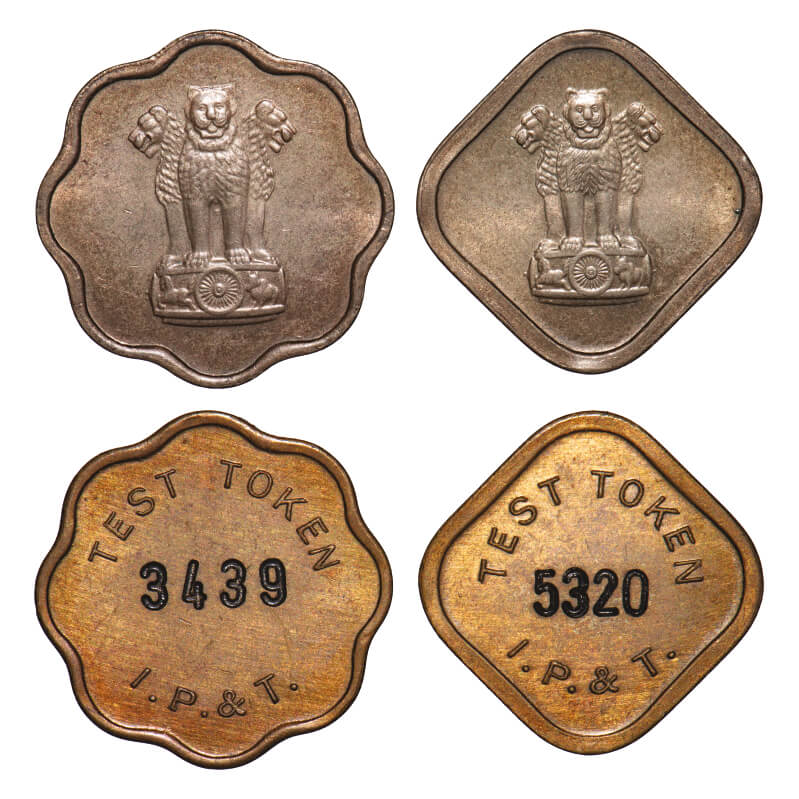 TEST TOKEN
3439
I.P.& T.
TEST TOKEN
5320
I.P.& T.